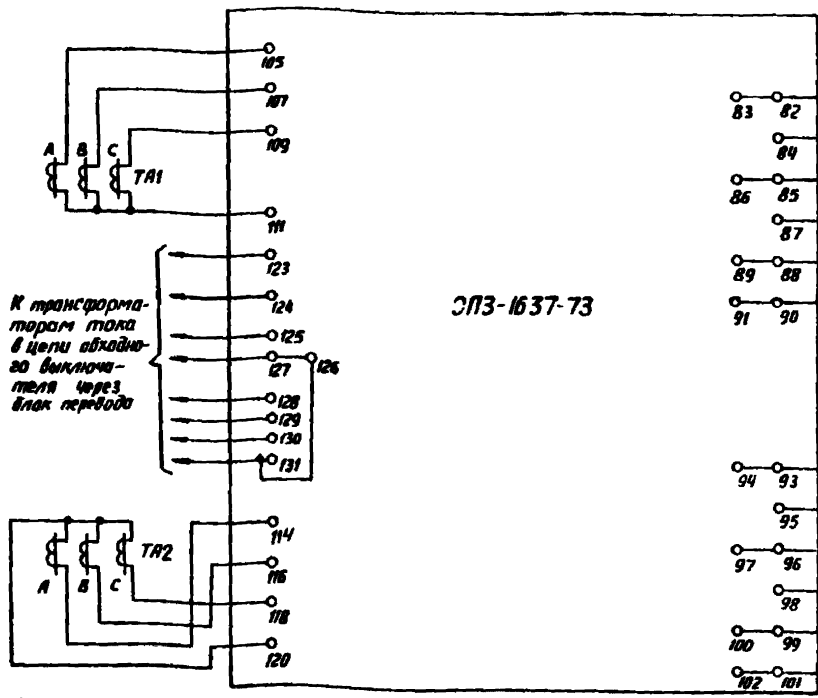 105
107
83 82
109
84
А В С ТА1
86 85
111
87
123
89 88
К трансформа-
торам тока
в цепи обходно-
го выключа-
теля через
блок перевода
124
ЭПЗ-1637-73
91 90
125
127 126
128
129
130
131
94 93
95
114
ТА2
97 96
А В С
116
98
118
100 99
120
102 101